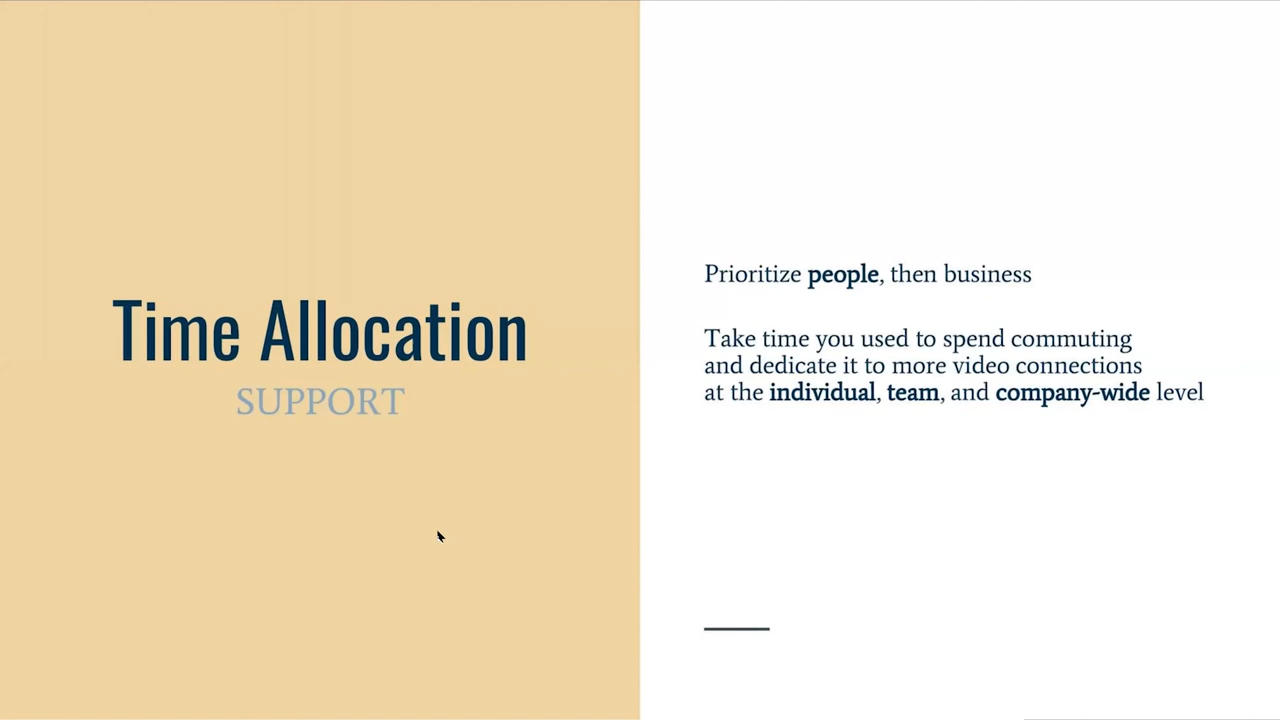 Time Allocation
SUPPORT
Prioritize people, then business
Take time you used to spend commuting
and dedicate it to more video connections
at the individual, team, and company-wide level